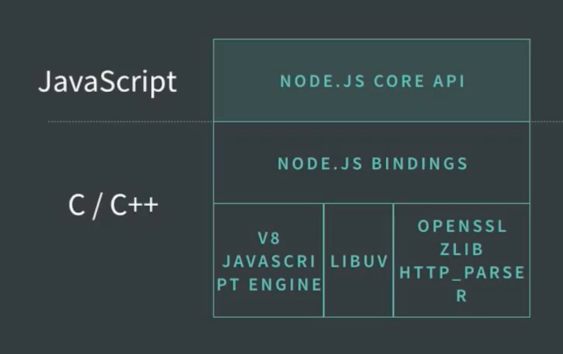 JavaScript
NODE.JS CORE API
NODE.JS BINDINGS
C / C++
V8
JAVASCRI
PT ENGINE
LIBUV
OPENSSL
ZLIB
HTTP_PARSE
R